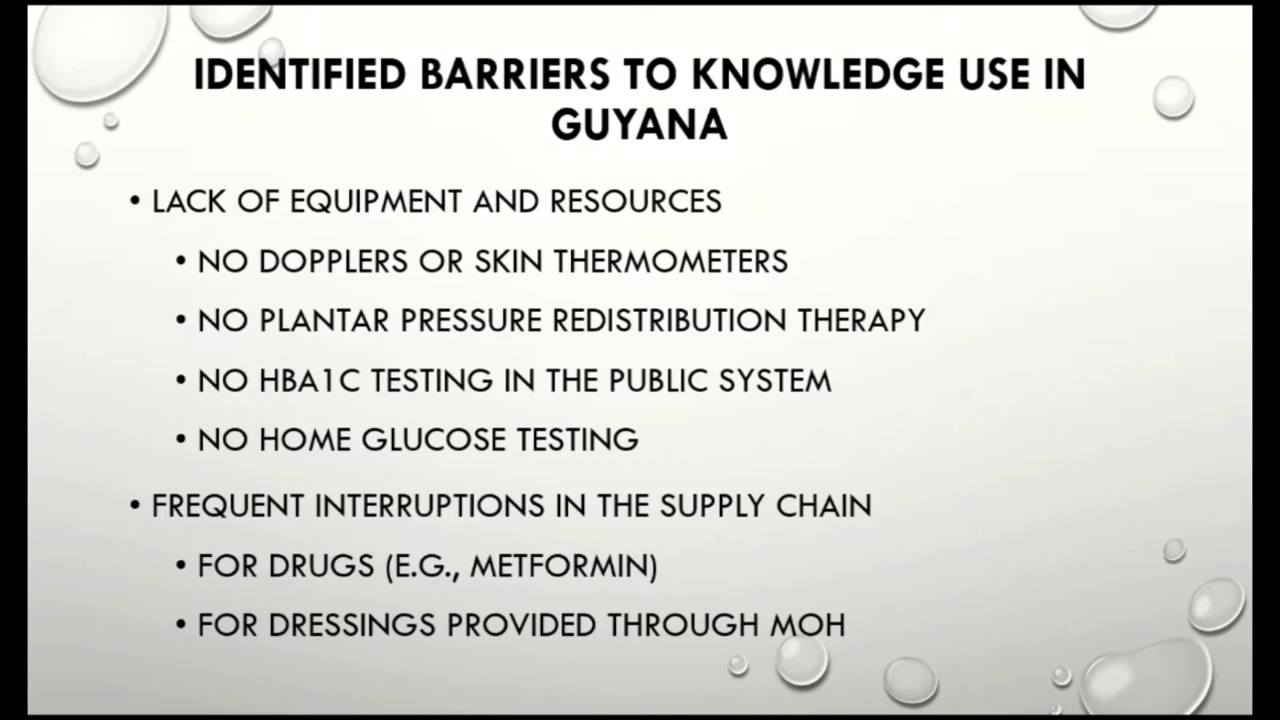 IDENTIFIED BARRIERS TO KNOWLEDGE USE IN
GUYANA
• LACK OF EQUIPMENT AND RESOURCES
• NO DOPPLERS OR SKIN THERMOMETERS
• NO PLANTAR PRESSURE REDISTRIBUTION THERAPY
• NO HBA1C TESTING IN THE PUBLIC SYSTEM
• NO HOME GLUCOSE TESTING
• FREQUENT INTERRUPTIONS IN THE SUPPLY CHAIN
• FOR DRUGS (E.G., METFORMIN)
• FOR DRESSINGS PROVIDED THROUGH MOH